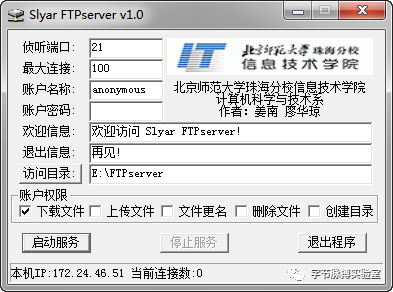 Slyar FTPserver v1.0
侦听端口: 21
最大连接: 100
账户名称: anonymous
账户密码:
IT 北京师范大学 珠海分校
信息技术学院
北京师范大学珠海分校信息技术学院
计算机科学与技术系
作者: 姜南 廖华琼
欢迎信息: 欢迎访问 Slyar FTPserver!
退出信息: 再见!
访问目录: E:\FTPserver
账户权限
下载文件 上传文件 文件更名 删除文件 创建目录
启动服务 停止服务 退出程序
本机IP:172.24.46.51 当前连接数:0
字节脉搏实验室